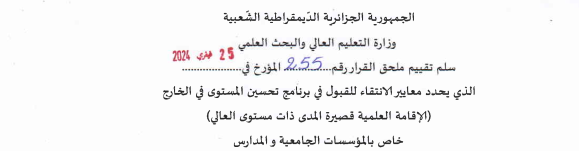 الجمهورية الجزائرية الدّيمقراطية الشّعبية
وزارة التعليم العالي والبحث العلمي
سلم تقييم ملحق القرار رقم...255...المؤرخ في 25 فيفري 2024
الذي يحدد معايير الانتقاء للقبول في برنامج تحسين المستوى في الخارج
(الإقامة العلمية قصيرة المدى ذات مستوى العالي)
خاص بالمؤسسات الجامعية و المدارس